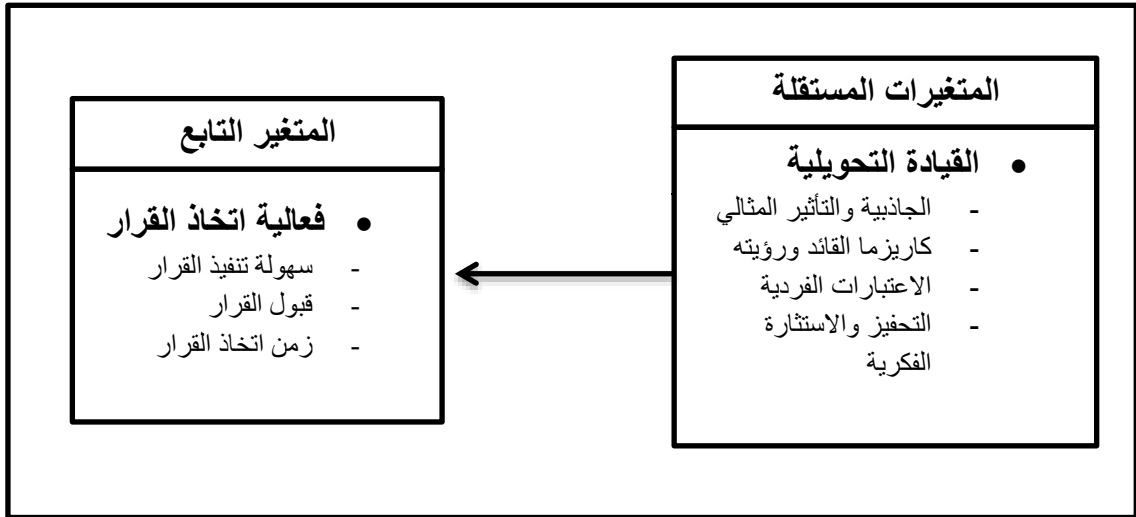 المتغيرات المستقلة
• القيادة التحويلية
- الجاذبية والتأثير المثالي
- كاريزما القائد ورؤيته
- الاعتبارات الفردية
- التحفيز والاستثارة
الفكرية
المتغير التابع
• فعالية اتخاذ القرار
- سهولة تنفيذ القرار
- قبول القرار
- زمن اتخاذ القرار